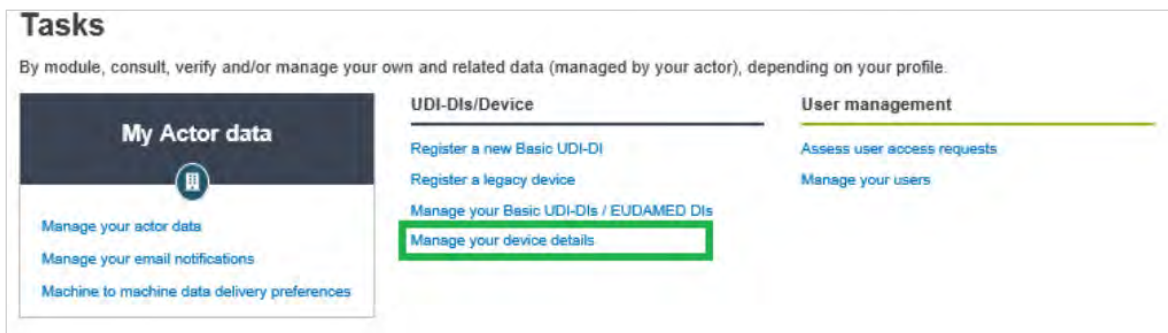 Tasks
By module, consult, verify and/or manage your own and related data (managed by your actor), depending on your profile.
My Actor data
Manage your actor data
Manage your email notifications
Machine to machine data delivery preferences
UDI-DIs/Device
Register a new Basic UDI-DI
Register a legacy device
Manage your Basic UDI-DIs / EUDAMED DIs
Manage your device details
User management
Assess user access requests
Manage your users